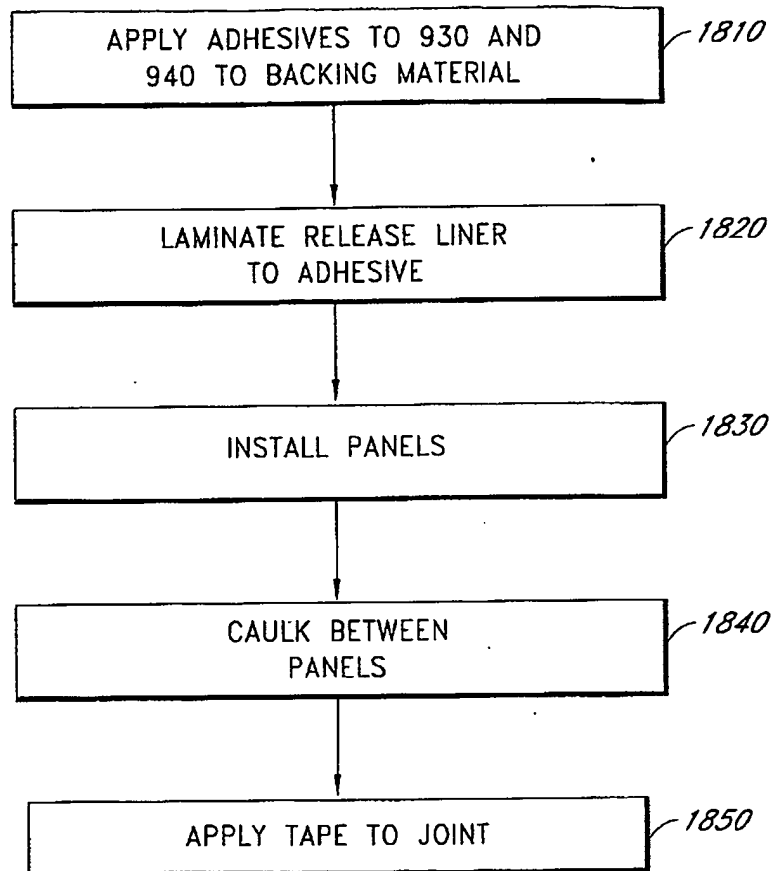 APPLY ADHESIVES TO 930 AND
940 TO BACKING MATERIAL
1810
LAMINATE RELEASE LINER
TO ADHESIVE
1820
INSTALL PANELS
1830
CAULK BETWEEN
PANELS
1840
APPLY TAPE TO JOINT
1850